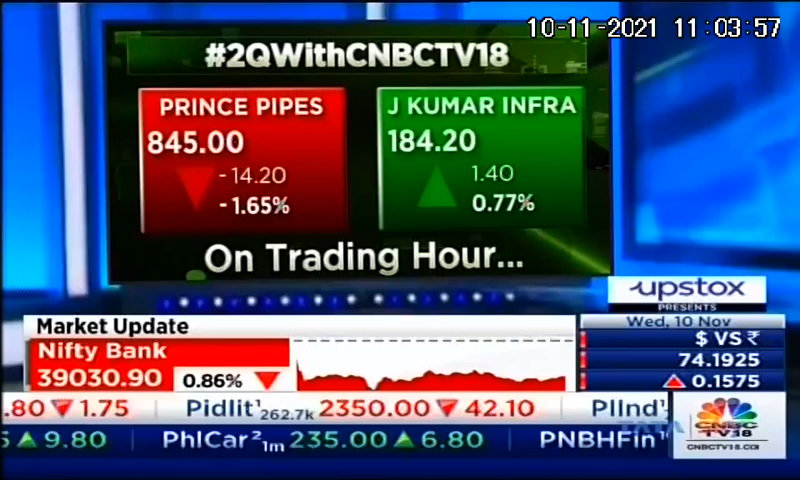 10-11-2021 11:03:57
#2QWithCNBCTV18
PRINCE PIPES
845.00
-14.20
-1.65%
J KUMAR INFRA
184.20
1.40
0.77%
On Trading Hour...
upstox
PRESENTS
Market Update
Nifty Bank
39030.90 0.86%
Wed, 10 Nov
$ VS ₹
74.1925
0.1575
.80 1.75 Pidlit 262.7k 2350.00 42.10 PIInd
9.80 PhlCar² 1m 235.00 6.80 PNBHFin
TATA
CNBC
TV18
CNBCTV18.COM